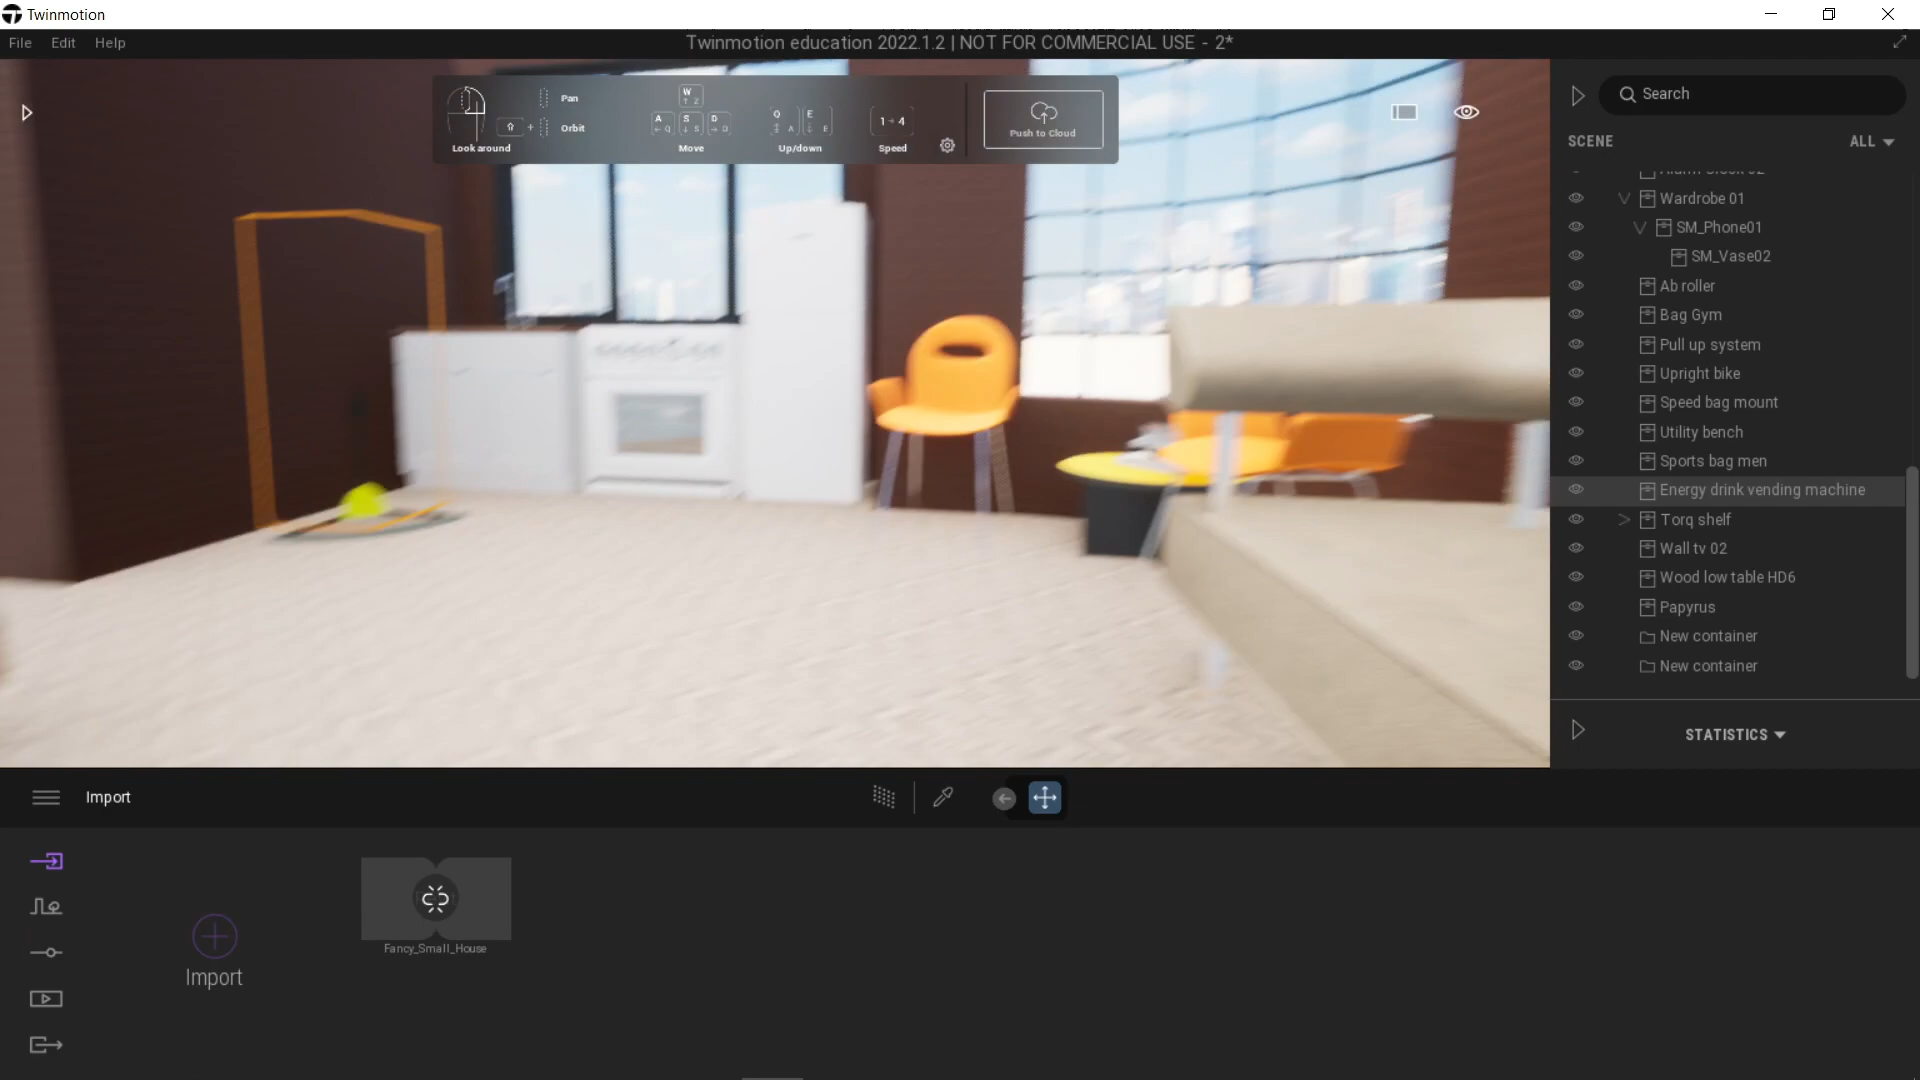 Twinmotion
File Edit Help
Twinmotion education 2022.1.2 | NOT FOR COMMERCIAL USE - 2*
Look around
Pan
Orbit
W
Z
A S D
Q S D
Move
Q E
A E
Up/down
1 - 4
Speed
Push to Cloud
Search
SCENE
ALL
Wardrobe 01
SM_Phone01
SM_Vase02
Ab roller
Bag Gym
Pull up system
Upright bike
Speed bag mount
Utility bench
Sports bag men
Energy drink vending machine
Torq shelf
Wall tv 02
Wood low table HD6
Papyrus
New container
New container
STATISTICS
Import
Import
Fancy_Small_House